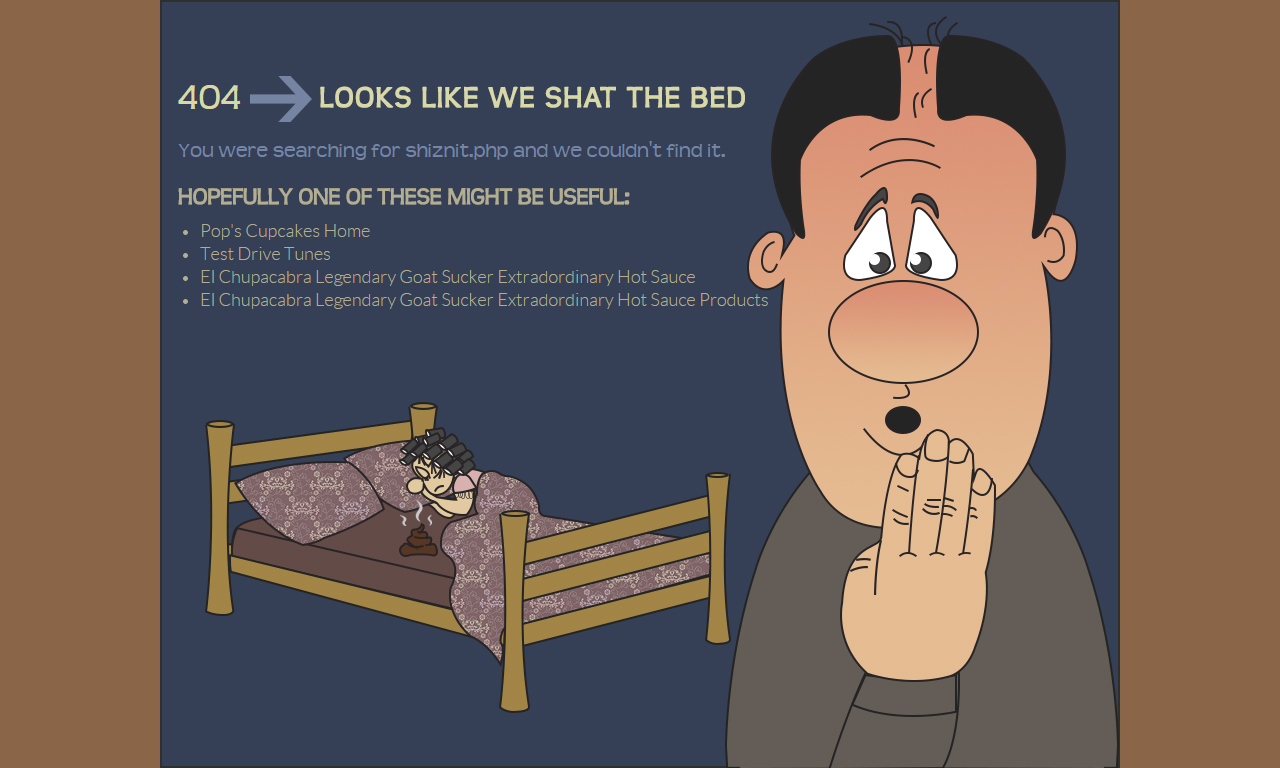 404 LOOKS LIKE WE SHAT THE BED
You were searching for shiznit.php and we couldn't find it.
HOPEFULLY ONE OF THESE MIGHT BE USEFUL:
Pop's Cupcakes Home
Test Drive Tunes
El Chupacabra Legendary Goat Sucker Extradordinary Hot Sauce
El Chupacabra Legendary Goat Sucker Extradordinary Hot Sauce Products